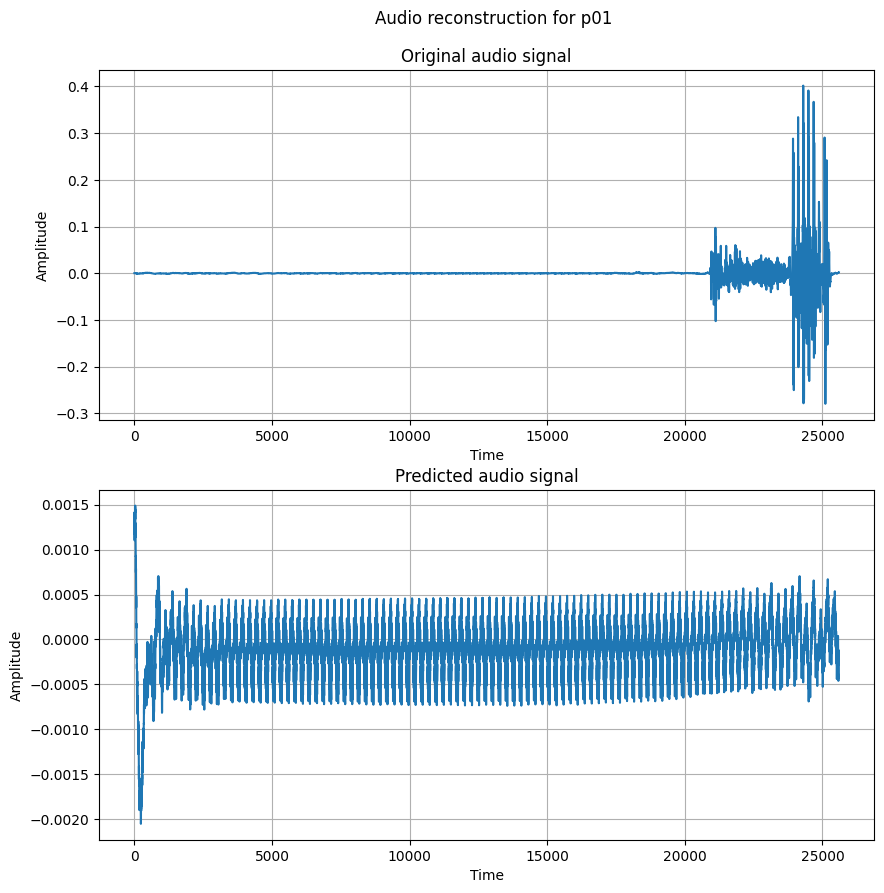 Audio reconstruction for p01
Original audio signal
0.4
0.3
0.2
0.1
0.0
−0.1
−0.2
−0.3
Amplitude
0 5000 10000 15000 20000 25000
Time
Predicted audio signal
0.0015
0.0010
0.0005
0.0000
−0.0005
−0.0010
−0.0015
−0.0020
Amplitude
0 5000 10000 15000 20000 25000
Time